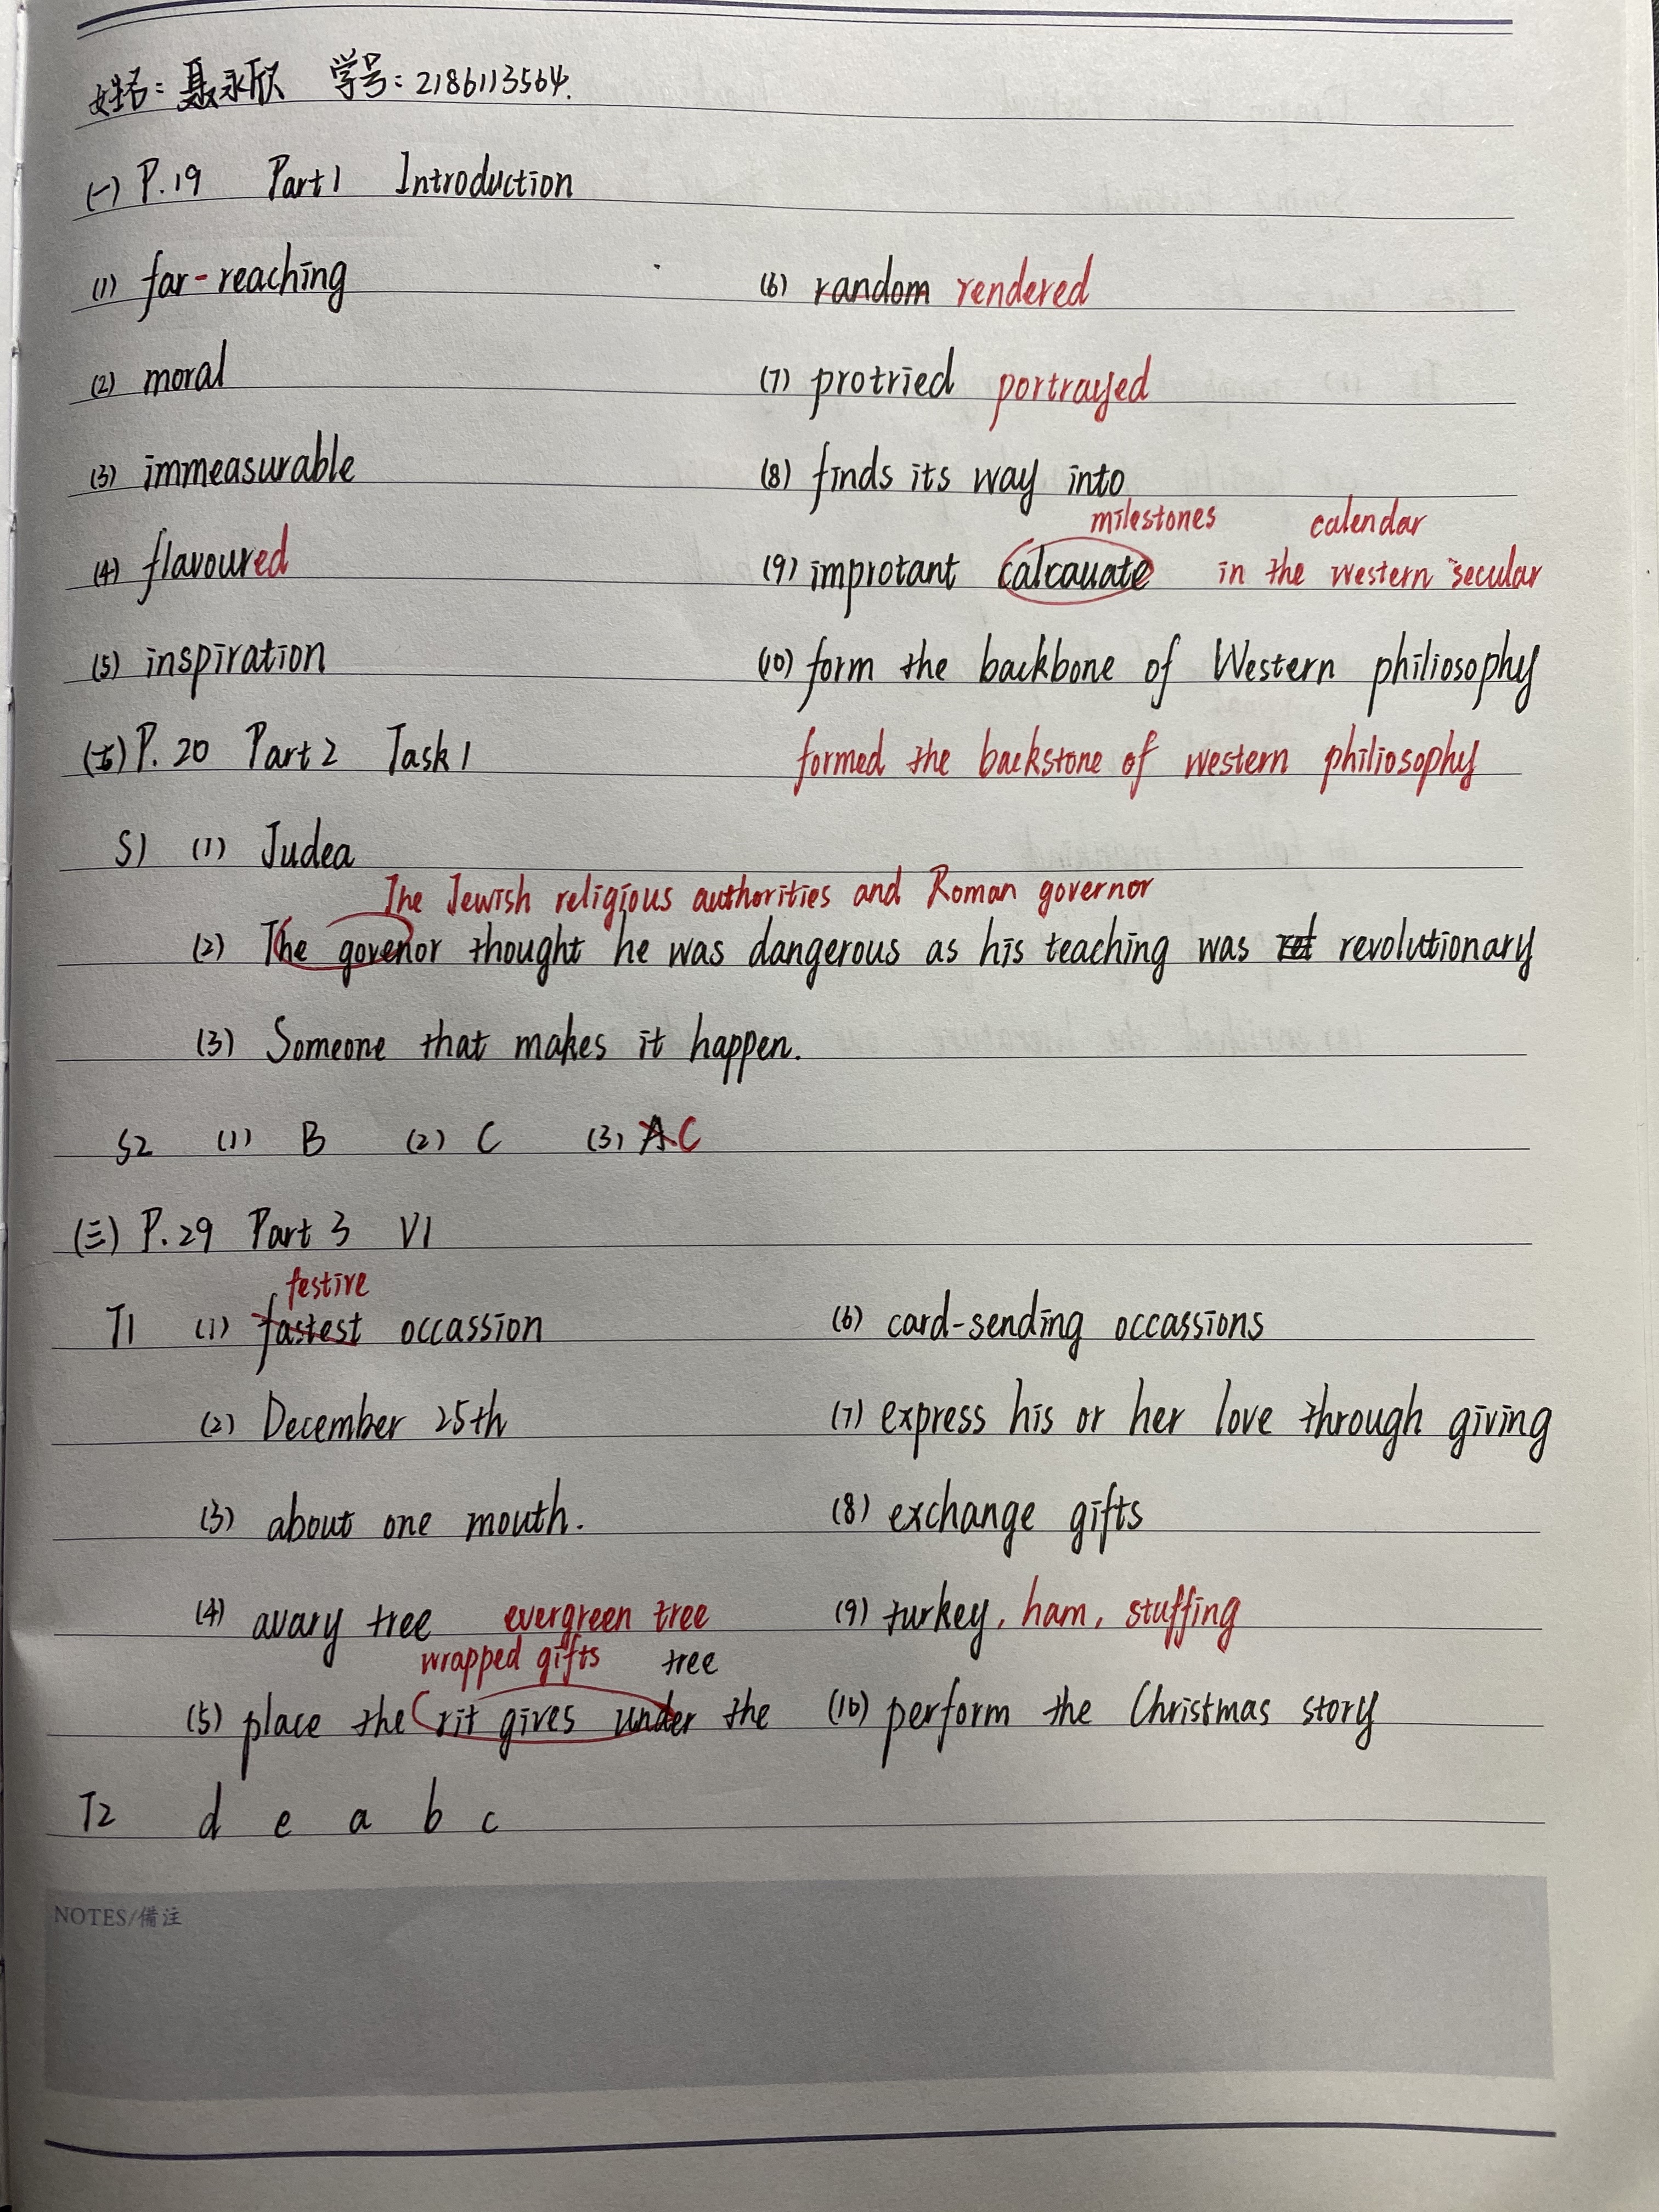 姓名：聂永欣 学号：2186113564.
(一) P.19 Part1 Introduction
(1) far-reaching (6) random rendered
(2) moral (7) protried portrayed
(3) immeasurable (8) finds its way into
milestones calendar
(4) flavoured (9) improtant calcauate in the western secular
(5) inspiration (10) form the backbone of Western philiosophy
P.20 Part2 Task1 formed the backstone of western philiosophy
S1 (1) Judea
The Jewish religious authorities and Roman governor
(2) The govenor thought he was dangerous as his teaching was revolutionary
(3) Someone that makes it happen.
S2 (1) B (2) C (3) A C
(三) P.29 Part 3 VI
festive
T1 (1) fastest occassion (6) card-sending occassions
(2) December 25th (7) express his or her love through giving
(3) about one mouth. (8) exchange gifts
(4) avary tree evergreen tree (9) turkey, ham, stuffing
wrapped gifts tree
(5) place the rit gives under the (10) perform the Christmas story
T2 d e a b c
NOTES/備注